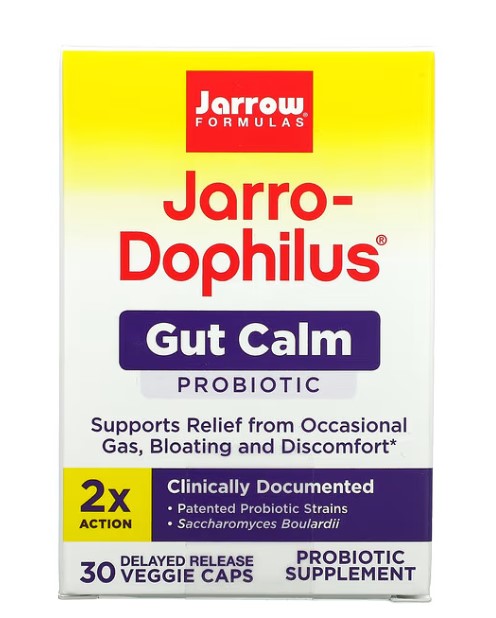 Jarrow®
FORMULAS
Jarro-
Dophilus®
Gut Calm
PROBIOTIC
Supports Relief from Occasional
Gas, Bloating and Discomfort*
2x
ACTION
Clinically Documented
• Patented Probiotic Strains
• Saccharomyces Boulardii
30 DELAYED RELEASE
VEGGIE CAPS
PROBIOTIC
SUPPLEMENT